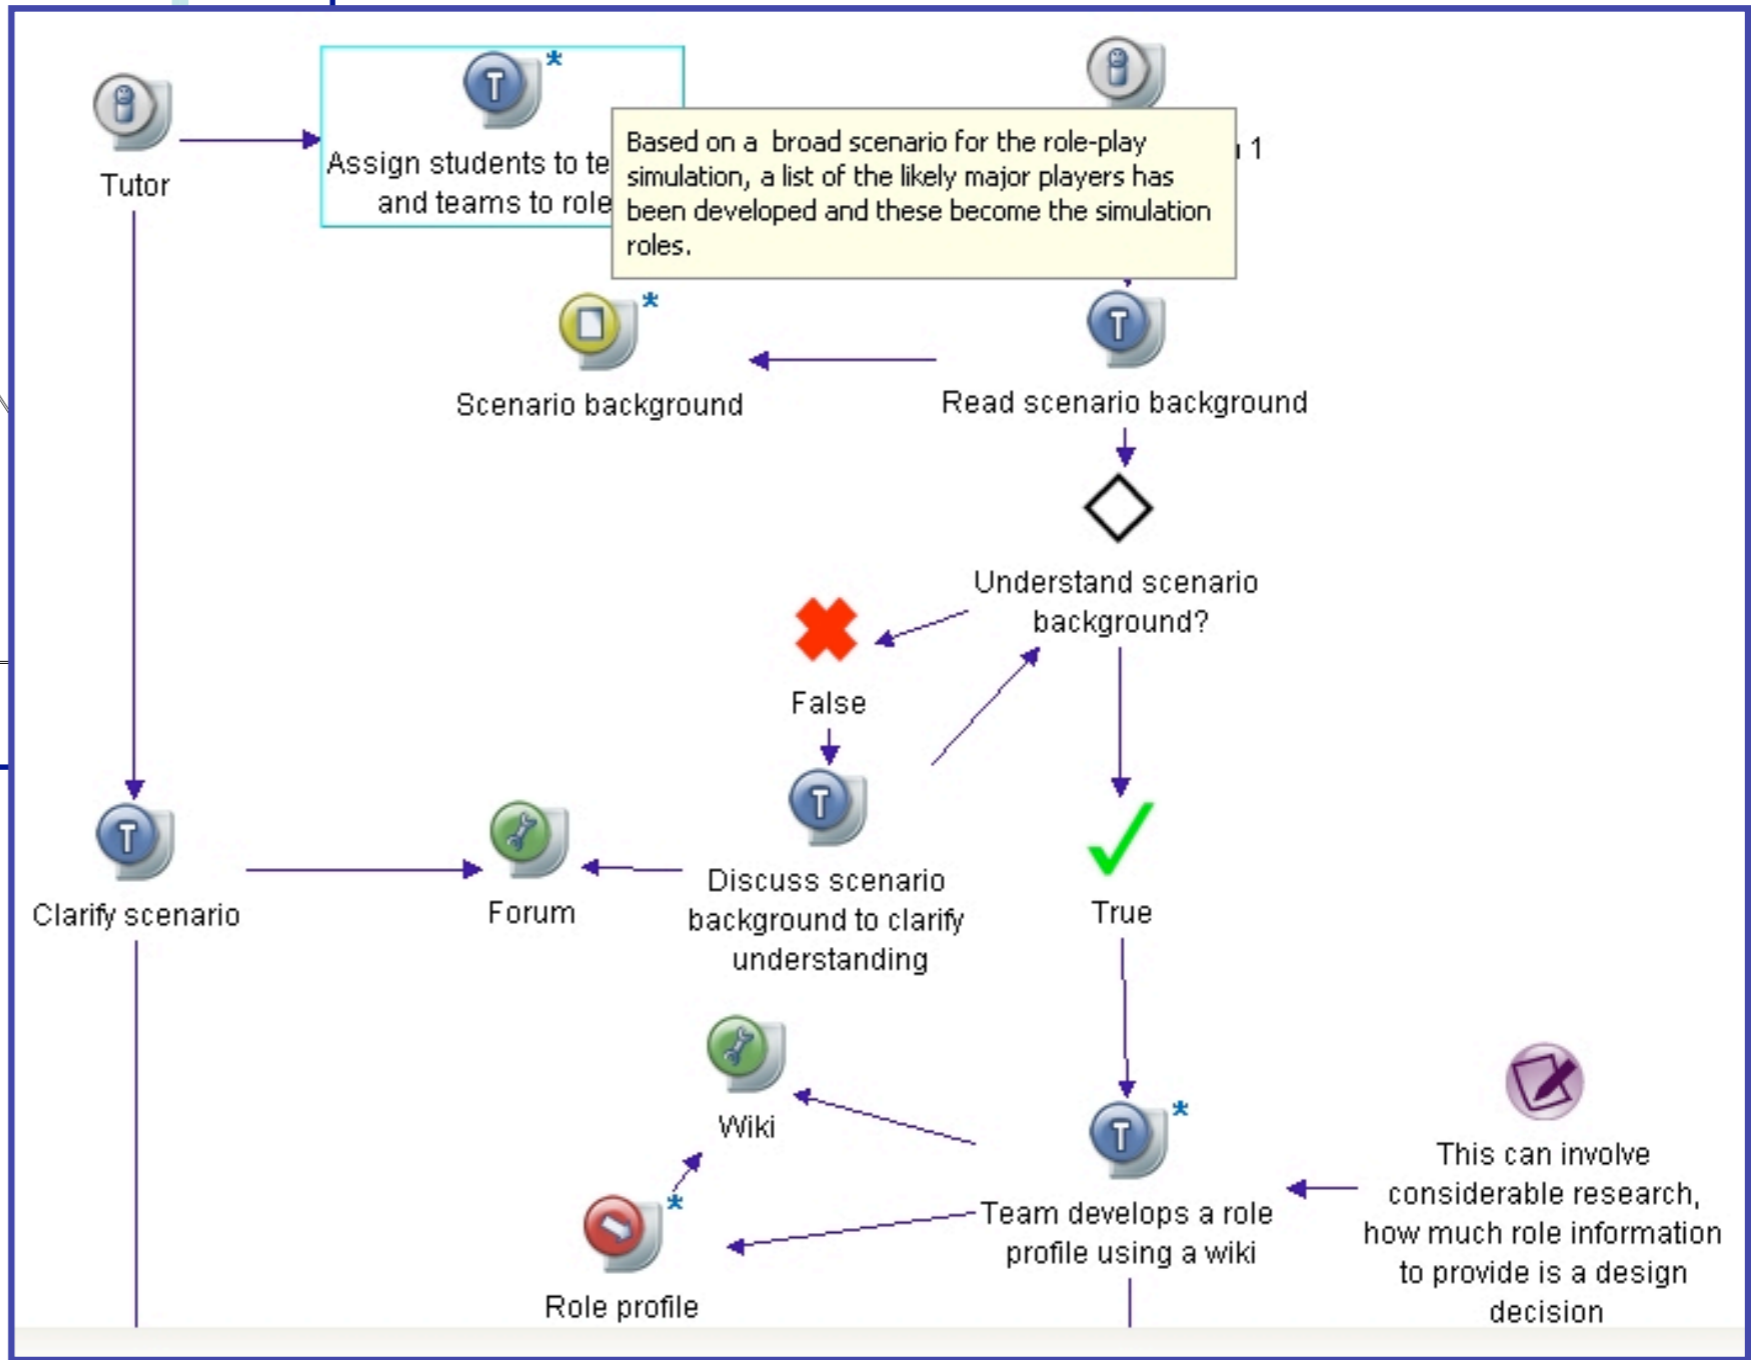 Tutor
Assign students to te
and teams to role
Based on a broad scenario for the role-play
simulation, a list of the likely major players has
been developed and these become the simulation
roles.
1
Scenario background
Read scenario background
Understand scenario
background?
False
Clarify scenario
Forum
Discuss scenario
background to clarify
understanding
True
Wiki
Role profile
Team develops a role
profile using a wiki
This can involve
considerable research,
how much role information
to provide is a design
decision